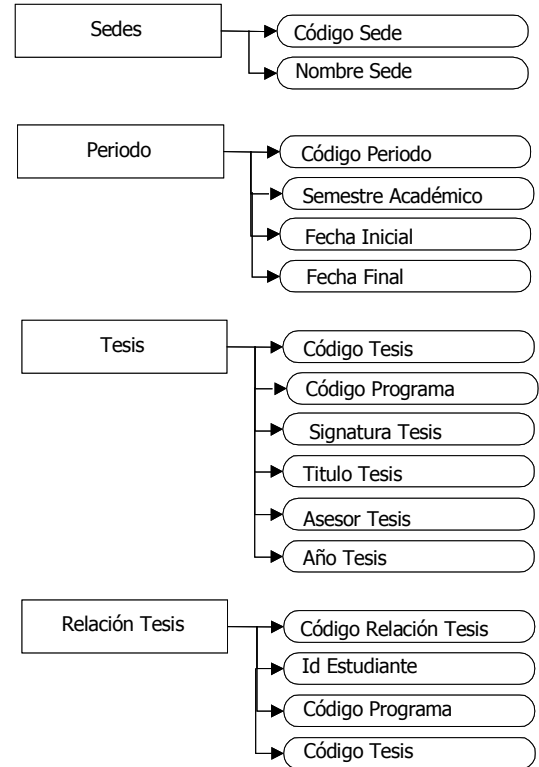 Sedes
Código Sede
Nombre Sede
Periodo
Código Periodo
Semestre Académico
Fecha Inicial
Fecha Final
Tesis
Código Tesis
Código Programa
Signatura Tesis
Titulo Tesis
Asesor Tesis
Año Tesis
Relación Tesis
Código Relación Tesis
Id Estudiante
Código Programa
Código Tesis